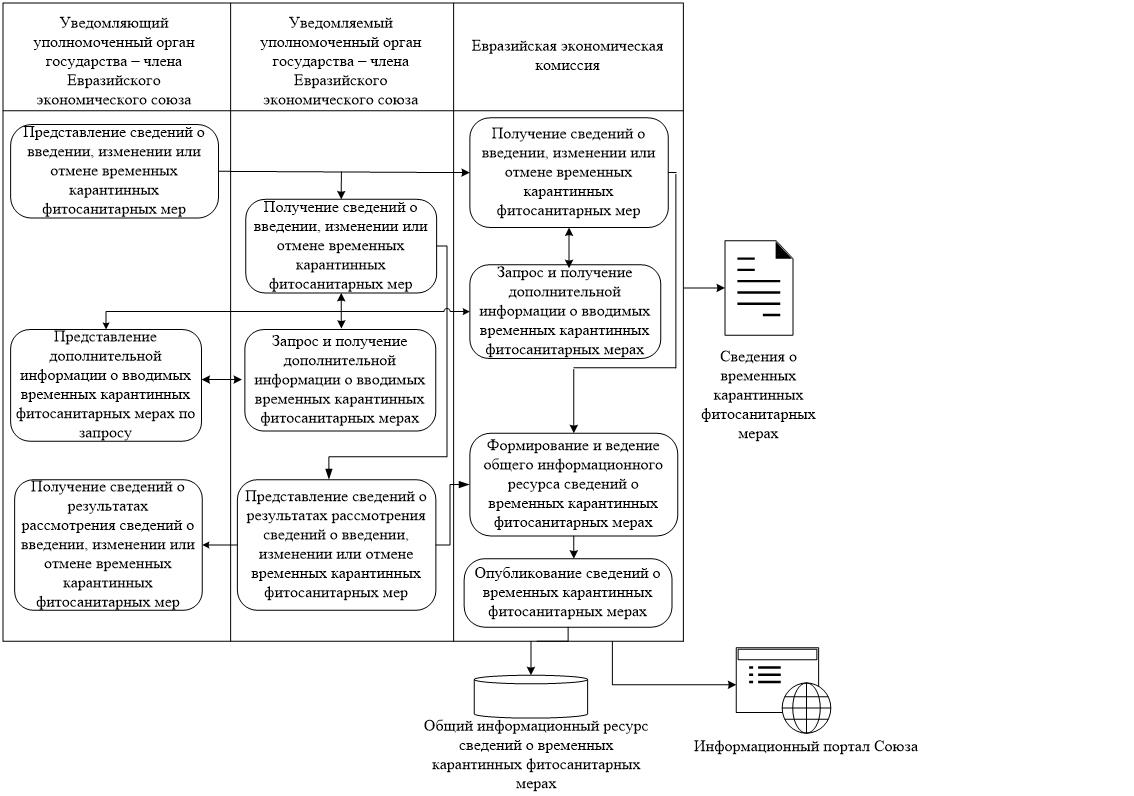 Уведомляющий
уполномоченный орган
государства – члена
Евразийского
экономического союза
Уведомляемый
уполномоченный орган
государства – члена
Евразийского
экономического союза
Евразийская экономическая
комиссия
Представление сведений о
введении, изменении или
отмене временных
карантинных
фитосанитарных мер
Получение сведений о
введении, изменении или
отмене временных
карантинных
фитосанитарных мер
Получение сведений о
введении, изменении или
отмене временных
карантинных
фитосанитарных мер
Запрос и получение
дополнительной
информации о вводимых
временных карантинных
фитосанитарных мерах
Представление
дополнительной
информации о вводимых
временных карантинных
фитосанитарных мерах по
запросу
Запрос и получение
дополнительной
информации о вводимых
временных карантинных
фитосанитарных мерах
Сведения о
временных
карантинных
фитосанитарных
мерах
Формирование и ведение
общего информационного
ресурса сведений о
временных карантинных
фитосанитарных мерах
Получение сведений о
результатах
рассмотрения сведений о
введении, изменении или
отмене временных
карантинных
фитосанитарных мер
Представление сведений о
результатах рассмотрения
сведений о введении,
изменении или отмене
временных карантинных
фитосанитарных мер
Опубликование сведений о
временных карантинных
фитосанитарных мерах
Общий информационный ресурс
сведений о временных
карантинных фитосанитарных
мерах
Информационный портал Союза